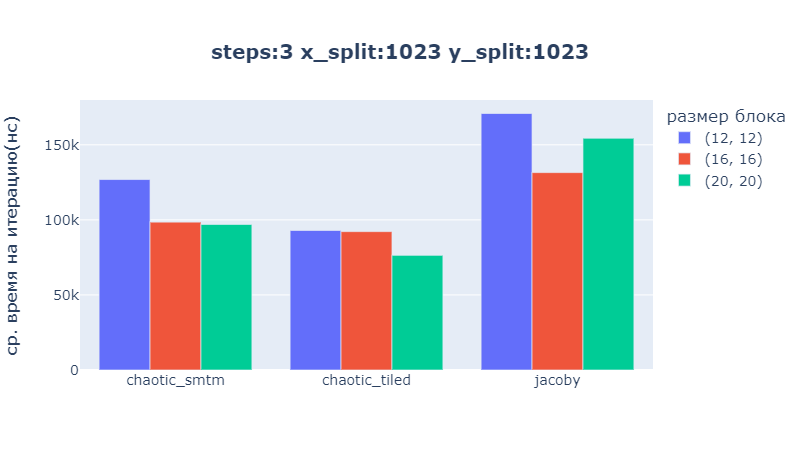 steps:3 x_split:1023 y_split:1023
ср. время на итерацию(нс)
150k
100k
50k
0
chaotic_smtm
chaotic_tiled
jacoby
размер блока
(12, 12)
(16, 16)
(20, 20)